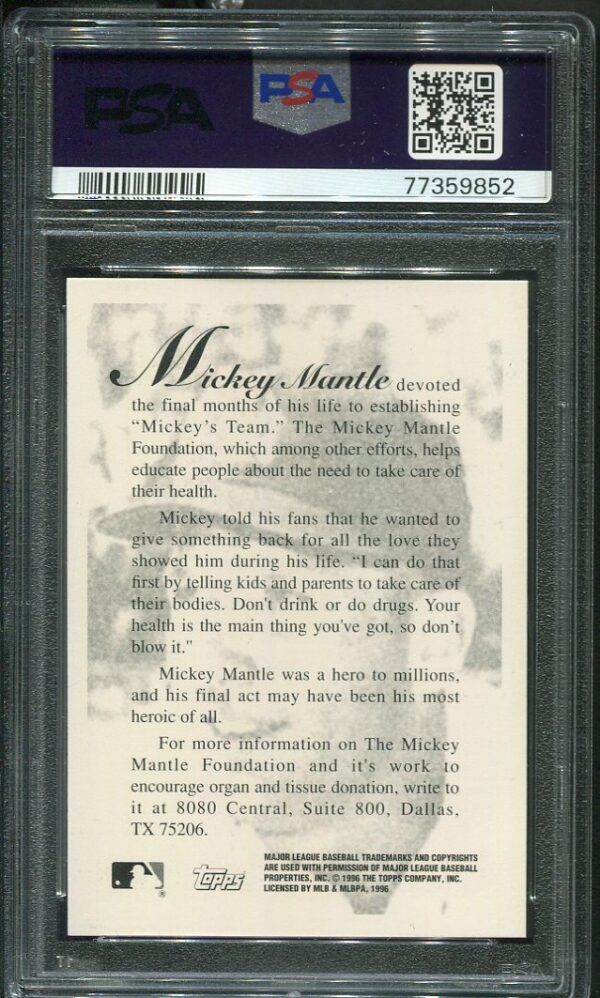 PSA
PSA
77359852
Mickey Mantle devoted
the final months of his life to establishing
“Mickey's Team.” The Mickey Mantle
Foundation, which among other efforts, helps
educate people about the need to take care of
their health.
Mickey told his fans that he wanted to
give something back for all the love they
showed him during his life. “I can do that
first by telling kids and parents to take care of
their bodies. Don't drink or do drugs. Your
health is the main thing you've got, so don't
blow it."
Mickey Mantle was a hero to millions,
and his final act may have been his most
heroic of all.
For more information on The Mickey
Mantle Foundation and it's work to
encourage organ and tissue donation, write to
it at 8080 Central, Suite 800, Dallas,
TX 75206.
MAJOR LEAGUE BASEBALL TRADEMARKS AND COPYRIGHTS
ARE USED WITH PERMISSION OF MAJOR LEAGUE BASEBALL
PROPERTIES, INC. © 1996 THE TOPPS COMPANY, INC.
LICENSED BY MLB & MLBPA, 1996
®
Topps
PSA